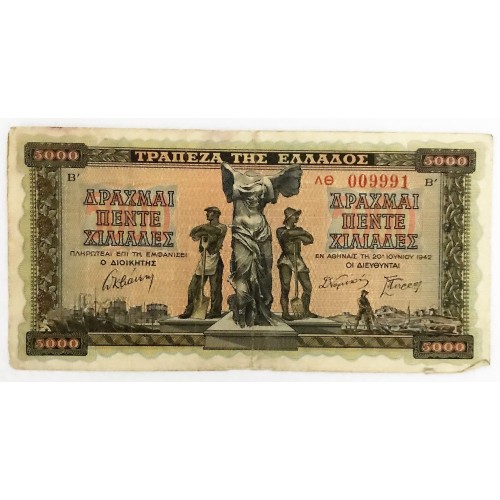 5000
ΤΡΑΠΕΖΑ ΤΗΣ ΕΛΛΑΔΟΣ
5000
Β'
ΛΘ 009991 Β'
ΔΡΑΧΜΑΙ
ΠΕΝΤΕ
ΧΙΛΙΑΔΕΣ
ΠΛΗΡΩΤΕΑΙ ΕΠΙ ΤΗ, ΕΜΦΑΝΙΣΕΙ
Ο ΔΙΟΙΚΗΤΗΣ
ΔΡΑΧΜΑΙ
ΠΕΝΤΕ
ΧΙΛΙΑΔΕΣ
ΕΝ ΑΘΗΝΑΙΣ ΤΗ, 20ῌ ΙΟΥΝΙΟΥ 1942
ΟΙ ΔΙΕΥΘΥΝΤΑΙ
5000
5000